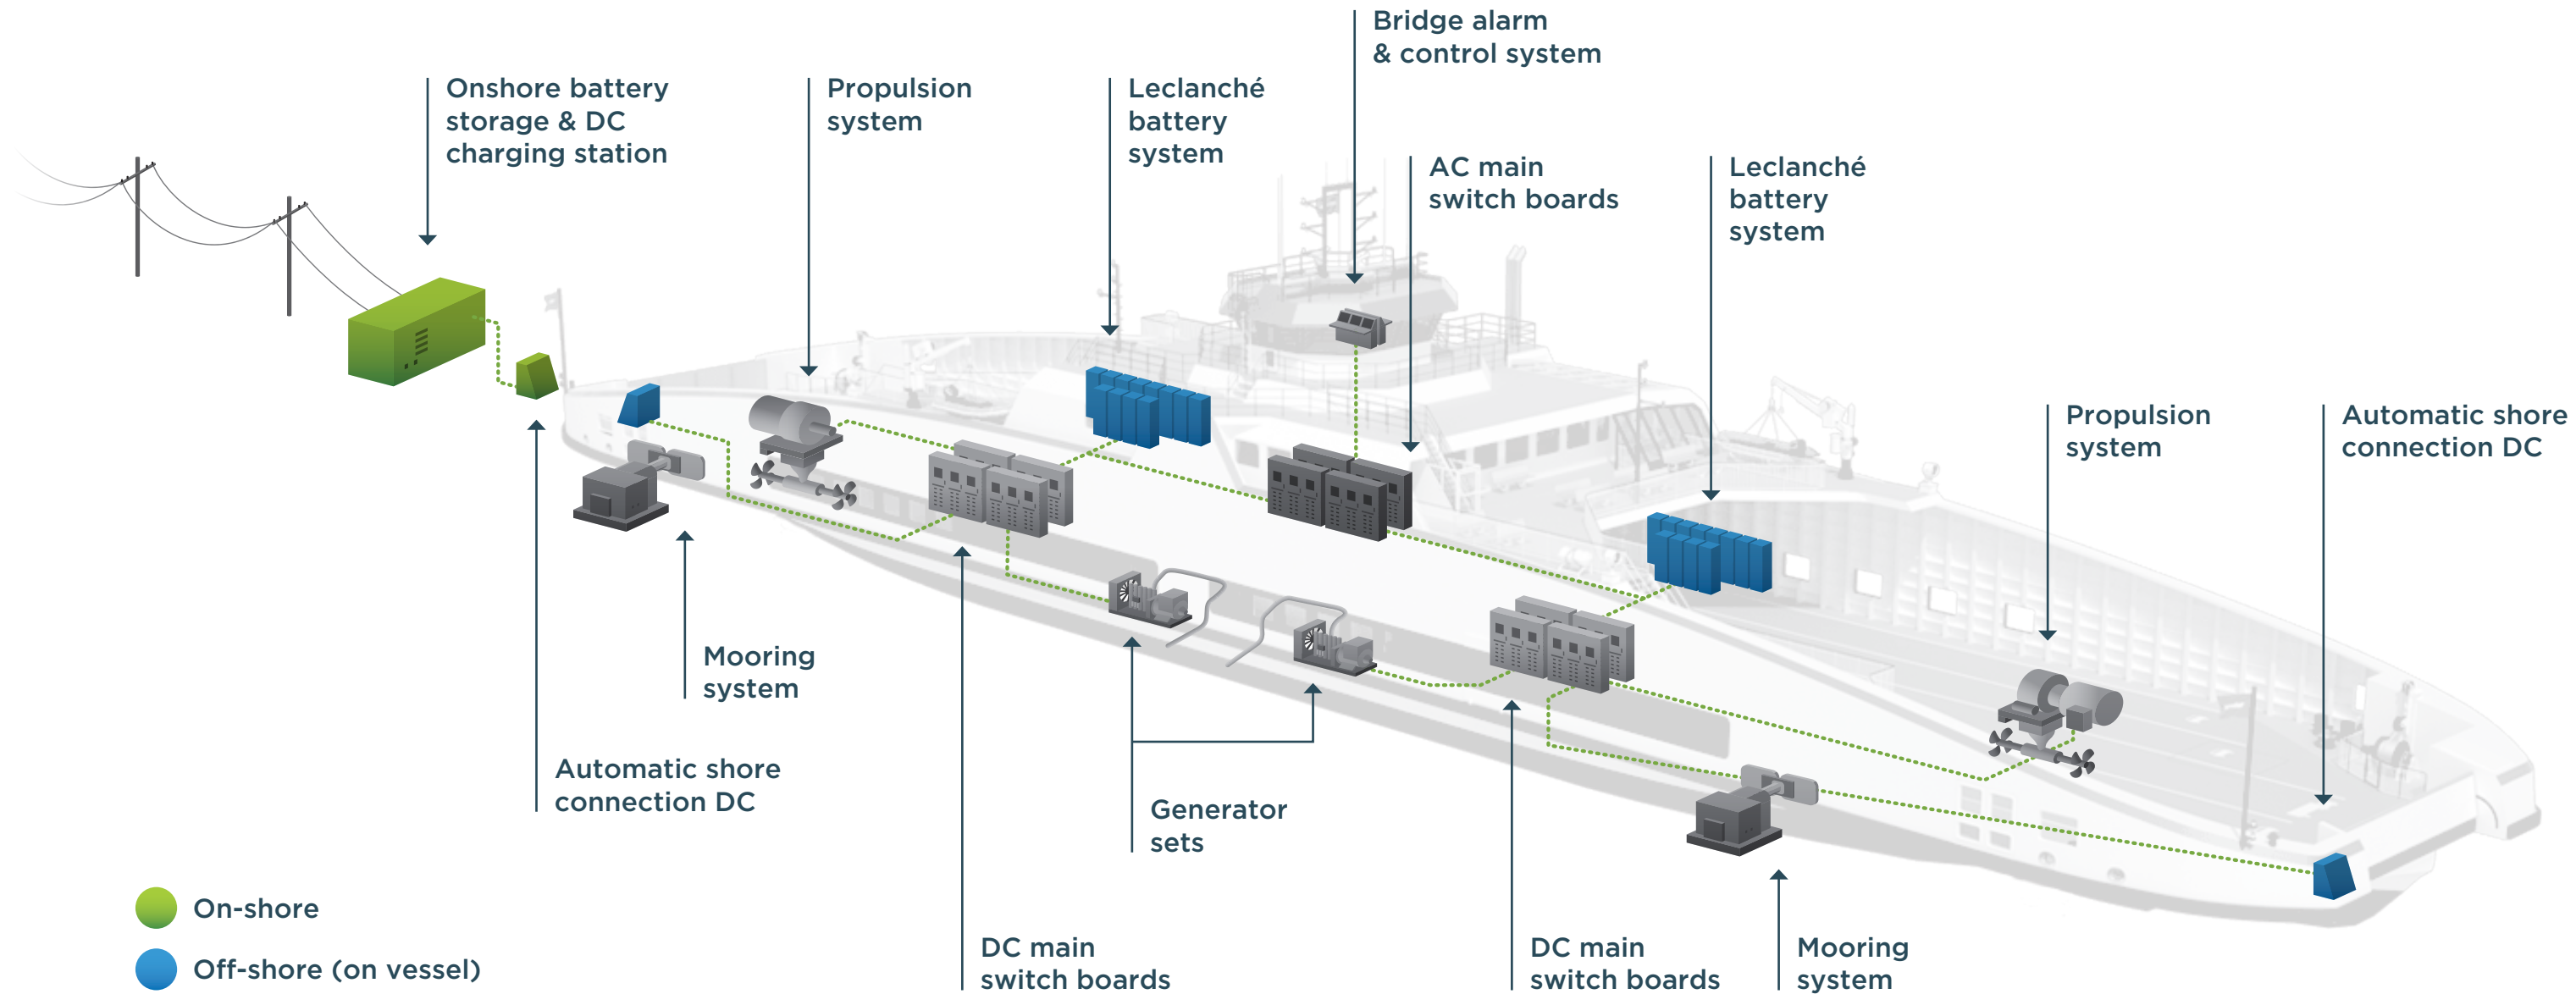 Bridge alarm
& control system
Onshore battery
storage & DC
charging station
Propulsion
system
Leclanché
battery
system
AC main
switch boards
Leclanché
battery
system
Propulsion
system
Automatic shore
connection DC
Mooring
system
Automatic shore
connection DC
Generator
sets
On-shore
Off-shore (on vessel)
DC main
switch boards
DC main
switch boards
Mooring
system